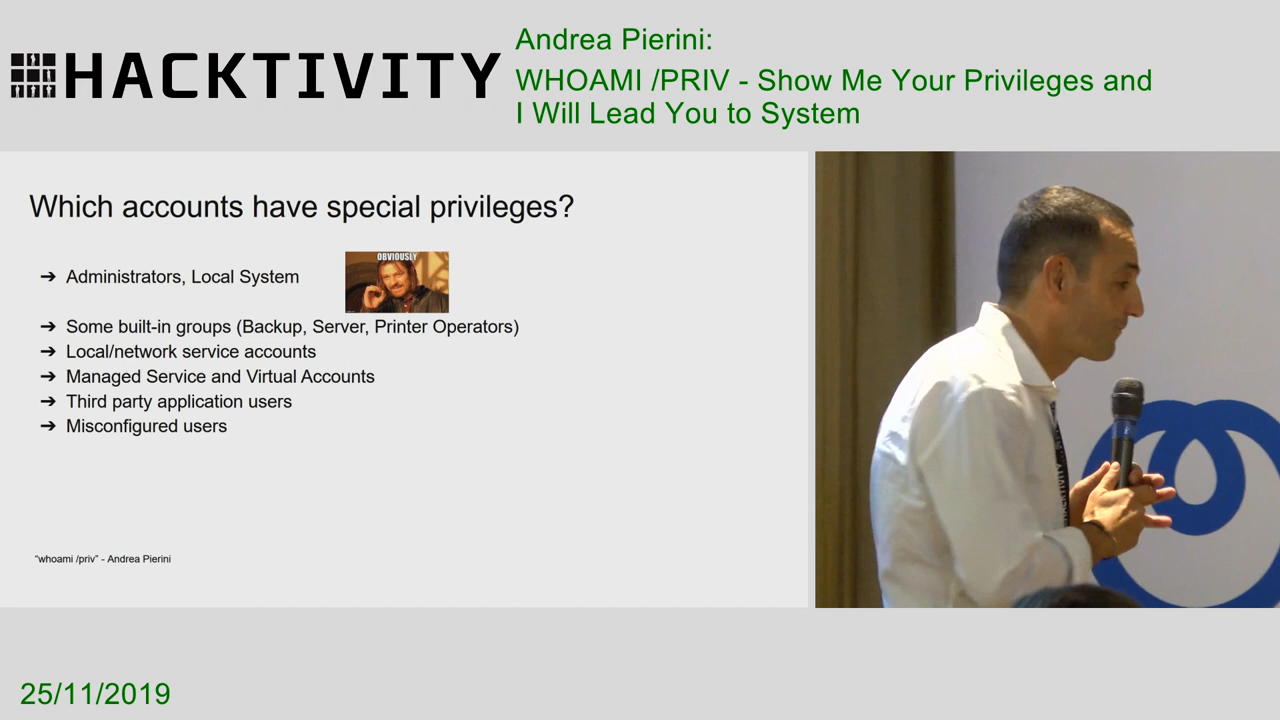 HACKTIVITY
Andrea Pierini:
WHOAMI /PRIV - Show Me Your Privileges and
I Will Lead You to System
Which accounts have special privileges?
➔ Administrators, Local System
OBVIOUSLY
➔ Some built-in groups (Backup, Server, Printer Operators)
➔ Local/network service accounts
➔ Managed Service and Virtual Accounts
➔ Third party application users
➔ Misconfigured users
“whoami /priv” - Andrea Pierini
HACKTIVITY
25/11/2019